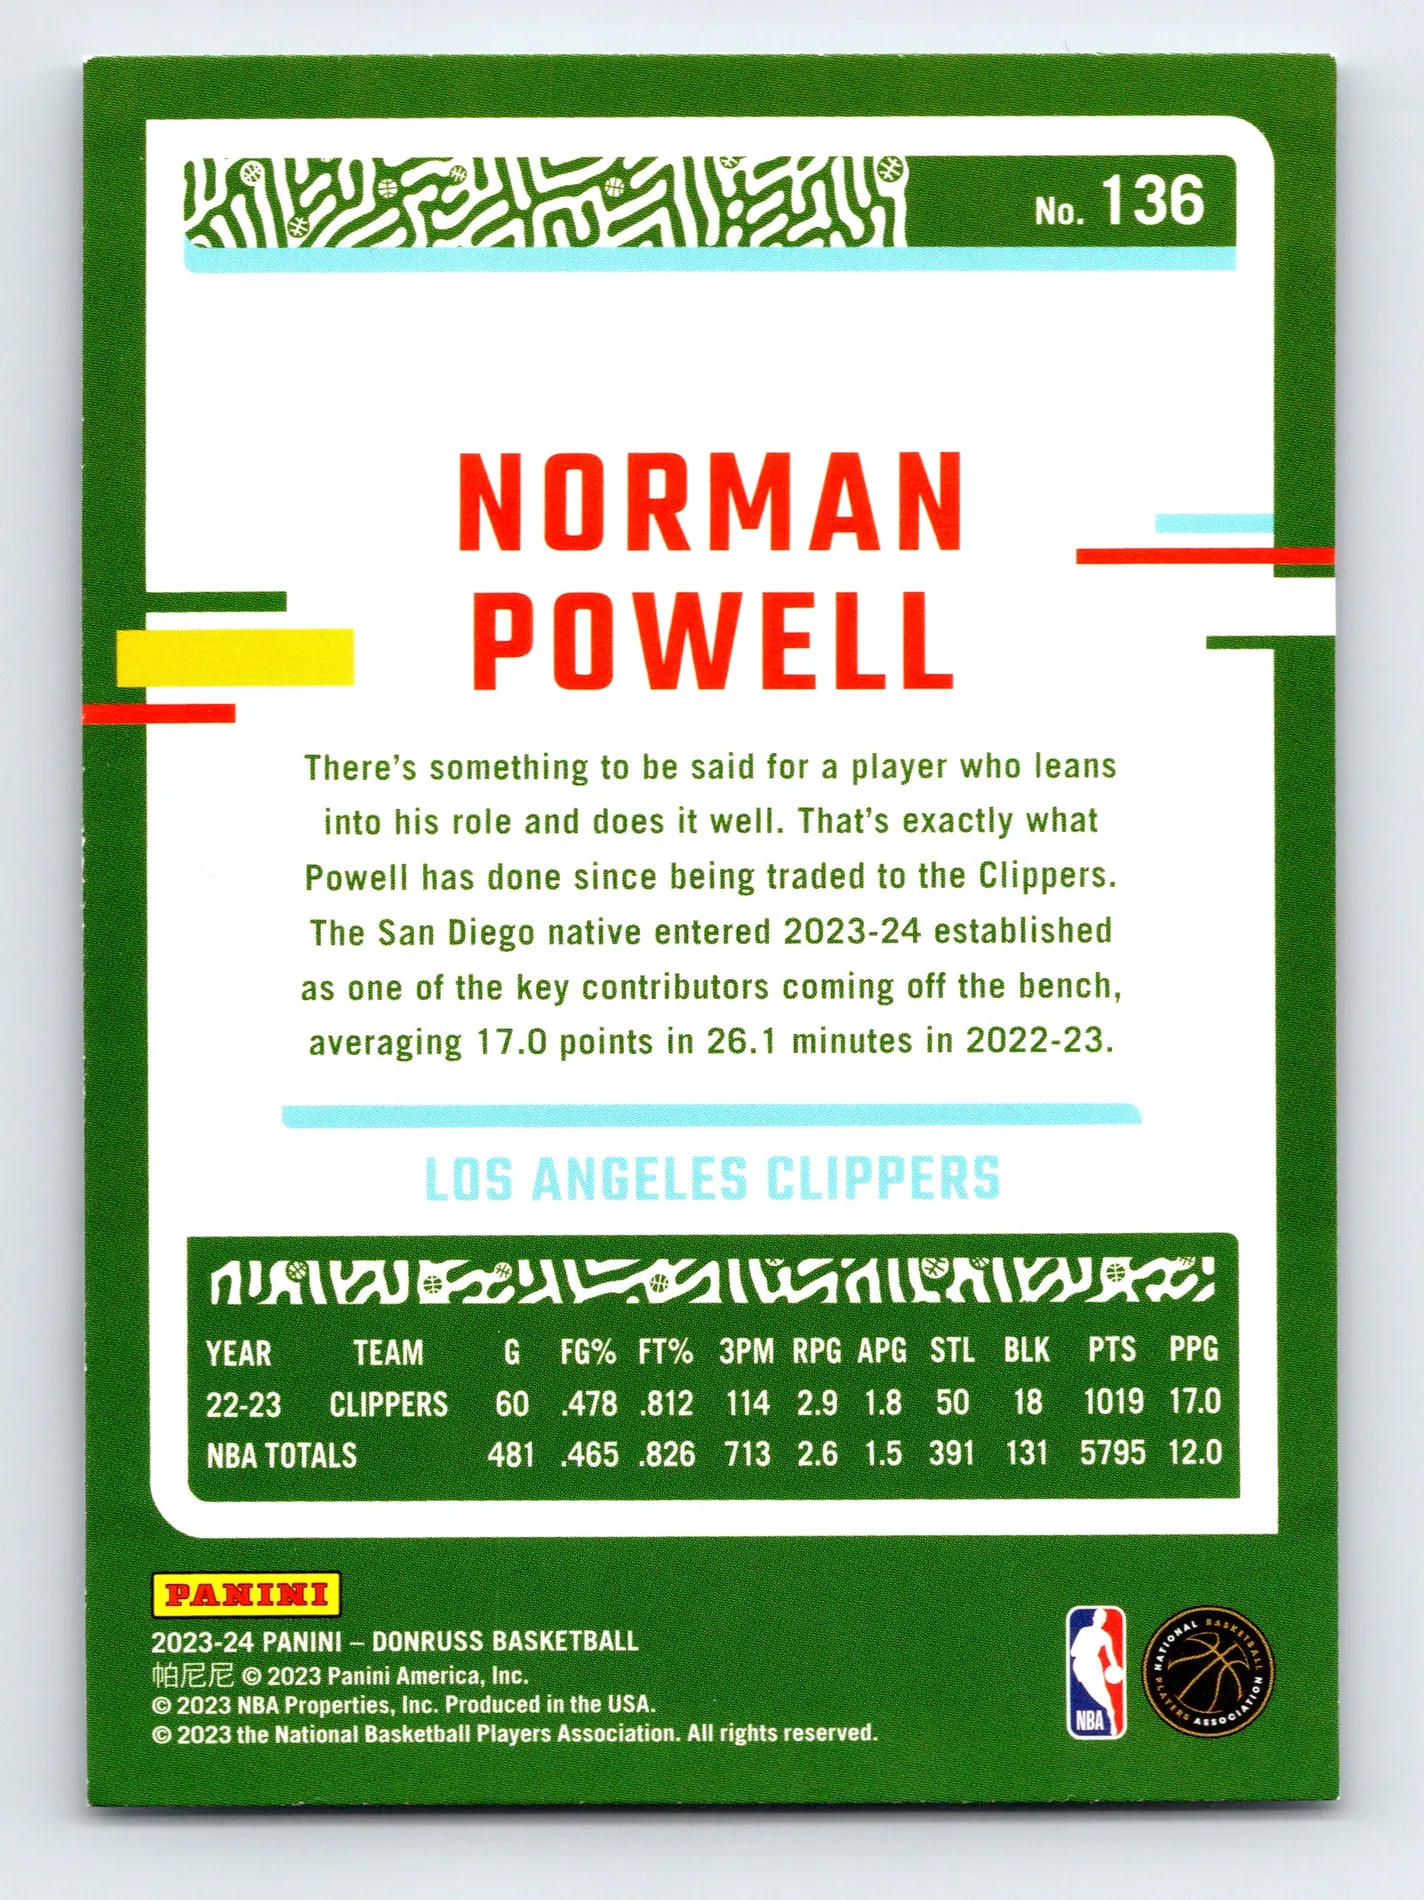 No. 136
NORMAN
POWELL
There's something to be said for a player who leans
into his role and does it well. That's exactly what
Powell has done since being traded to the Clippers.
The San Diego native entered 2023-24 established
as one of the key contributors coming off the bench,
averaging 17.0 points in 26.1 minutes in 2022-23.
LOS ANGELES CLIPPERS
YEAR TEAM G FG% FT% 3PM RPG APG STL BLK PTS PPG
22-23 CLIPPERS 60 .478 .812 114 2.9 1.8 50 18 1019 17.0
NBA TOTALS 481 .465 .826 713 2.6 1.5 391 131 5795 12.0
PANINI
2023-24 PANINI – DONRUSS BASKETBALL
帕尼尼 © 2023 Panini America, Inc.
© 2023 NBA Properties, Inc. Produced in the USA.
© 2023 the National Basketball Players Association. All rights reserved.
NBA
NATIONAL BASKETBALL
PLAYERS ASSOCIATION